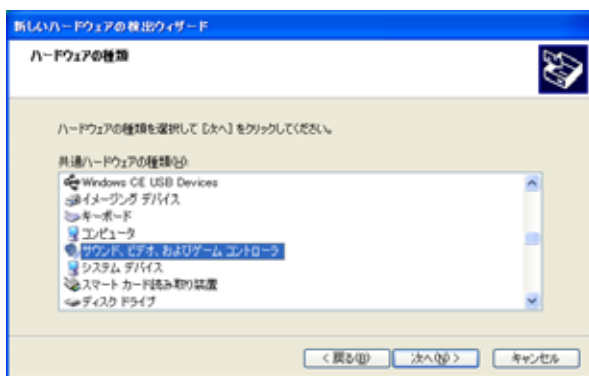 新しいハードウェアの検出ウィザード
ハードウェアの種類
ハードウェアの種類を選択して [次へ] をクリックしてください。
共通ハードウェアの種類(H):
Windows CE USB Devices
イメージング デバイス
キーボード
コンピュータ
サウンド、ビデオ、およびゲーム コントローラ
システム デバイス
スマート カード読み取り装置
ディスク ドライブ
< 戻る(B) 次へ(N) > キャンセル